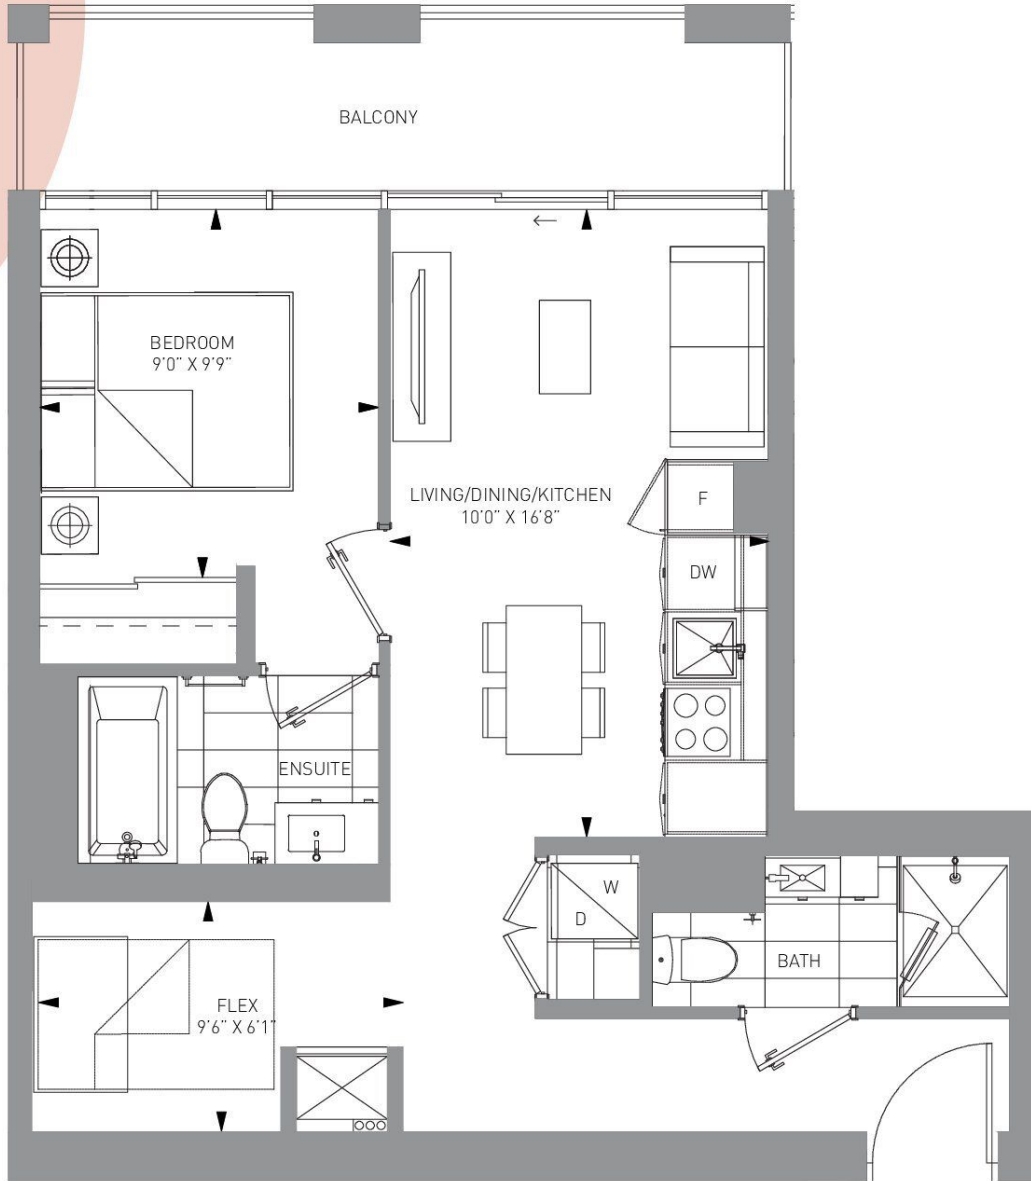 BALCONY
BEDROOM
9'0" X 9'9"
LIVING/DINING/KITCHEN
10'0" X 16'8"
F
DW
ENSUITE
W
D
BATH
FLEX
9'6" X 6'1"